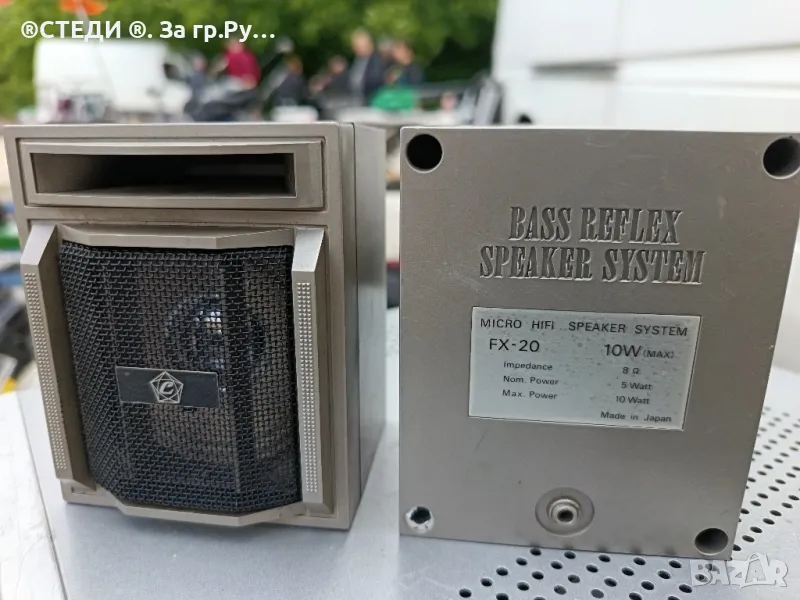 ®СТЕДИ ®. За гр.Ру...
BASS REFLEX
SPEAKER SYSTEM
MICRO HIFI SPEAKER SYSTEM
FX-20 10W (MAX)
Impedance 8 Ω
Nom. Power 5 Watt
Max. Power 10 Watt
Made in Japan
BAZAR